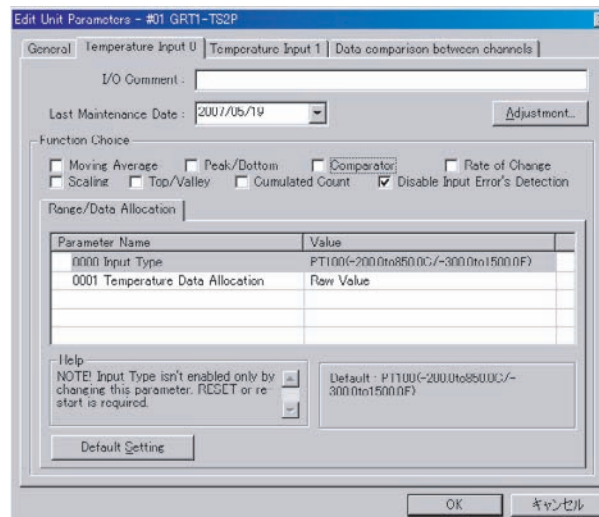 Edit Unit Parameters - #01 GRT1-TS2P
General Temperature Input 0 Temperature Input 1 Data comparison between channels
I/O Comment :
Last Maintenance Date : 2007/05/19 Adjustment...
Function Choice
Moving Average Peak/Bottom Comparator Rate of Change
Scaling Top/Valley Cumulated Count Disable Input Error's Detection
Range/Data Allocation
Parameter Name Value
0000 Input Type PT100(-200.0to850.0C/-300.0to1500.0F)
0001 Temperature Data Allocation Raw Value
Help
NOTE! Input Type isn't enabled only by
changing this parameter. RESET or re-
start is required.
Default : PT100(-200.0to850.0C/-
300.0to1500.0F)
Default Setting
OK キャンセル